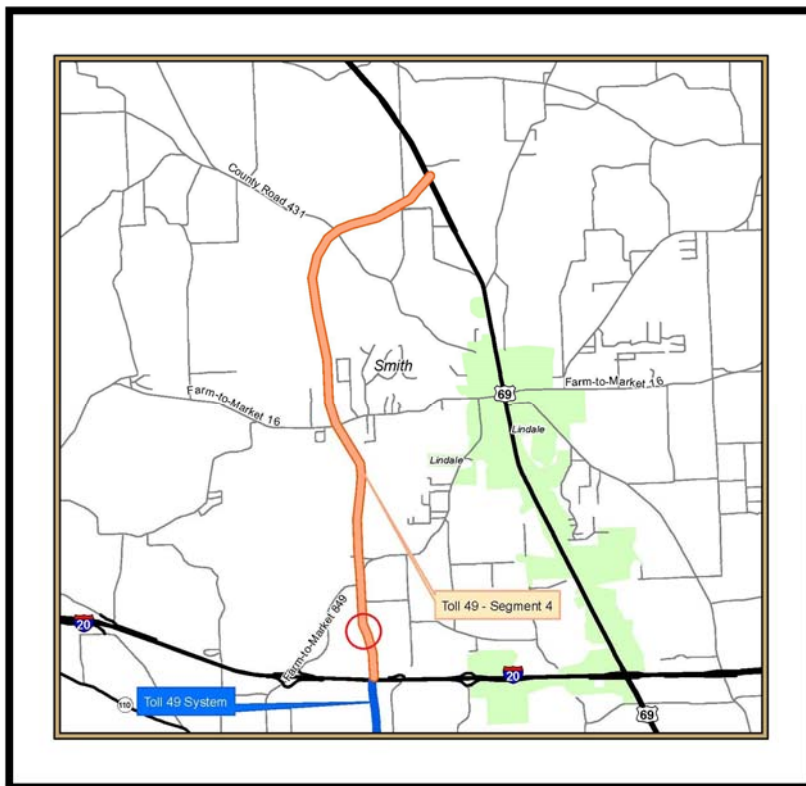 County Road 431
Smith
Farm-to-Market 16
69
Farm-to-Market 16
Lindale
Lindale
Toll 49 - Segment 4
Farm-to-Market 849
20
20
Toll 49 System
110
69